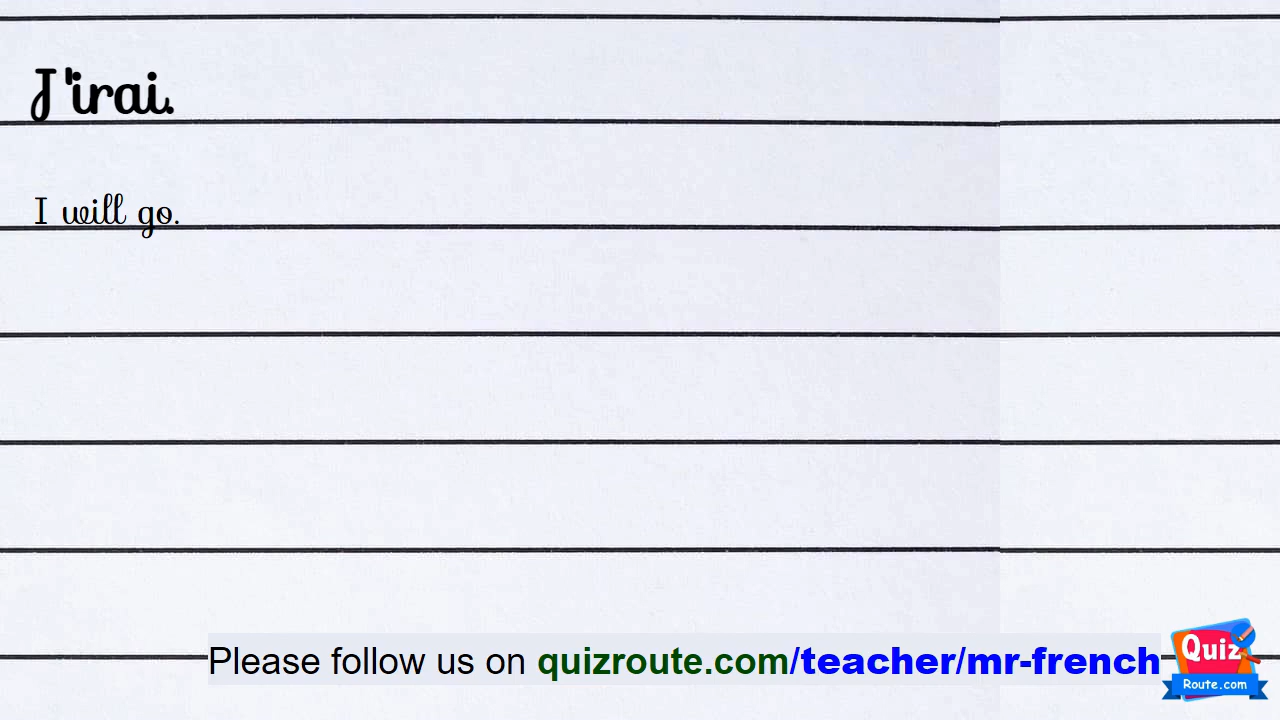 J'irai.
I will go.
Please follow us on quizroute.com/teacher/mr-french
Quiz
Route.com